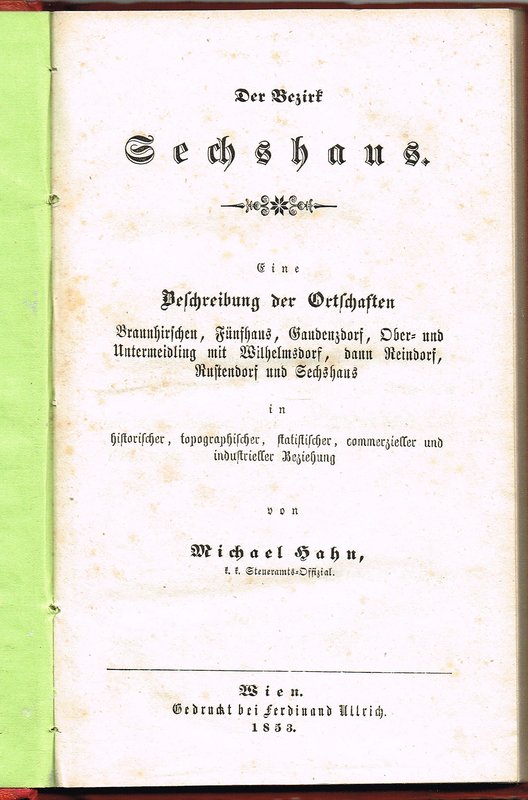 Der Bezirk
Sechshaus.
Eine
Beschreibung der Ortschaften
Braunhirschen, Fünfhaus, Gaudenzdorf, Ober- und
Untermeidling mit Wilhelmsdorf, dann Reindorf,
Rustendorf und Sechshaus
in
historischer, topographischer, statistischer, commerzieller und
industrieller Beziehung
von
Michael Hahn,
k. k. Steueramts-Offizial.
Wien.
Gedruckt bei Ferdinand Ullrich.
1853.